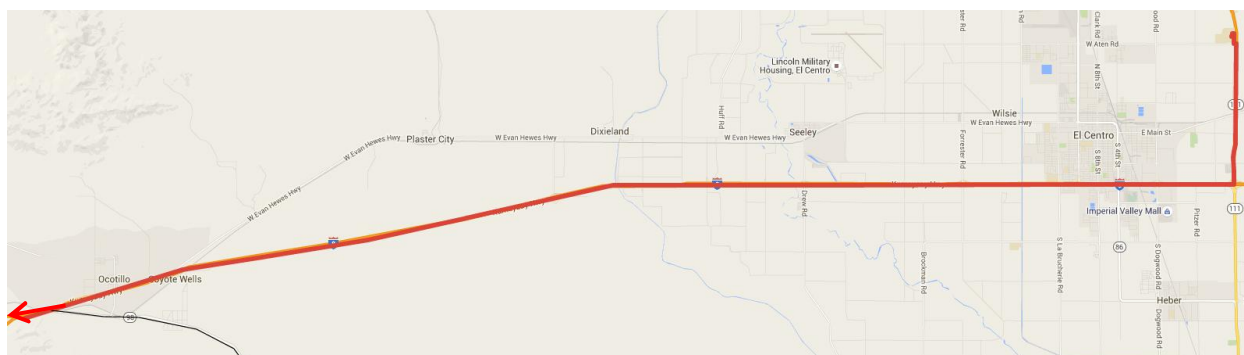 W Aten Rd
Clark Rd
N 8th St
Lincoln Military
Housing, El Centro
Huff Rd
Wilsie
W Evan Hewes Hwy
111
Dixieland
Seeley
El Centro
E Main St
Plaster City
W Evan Hewes Hwy
W Evan Hewes Hwy
W Evan Hewes Hwy
Forrester Rd
S 8th St
S 4th St
W Evan Hewes Hwy
8
8
8
Drew Rd
Imperial Valley Mall
Pitzer Rd
111
86
S La Brucherie Rd
S Dogwood Rd
Brockman Rd
Ocotillo
Coyote Wells
Heber
Dogwood Rd
98